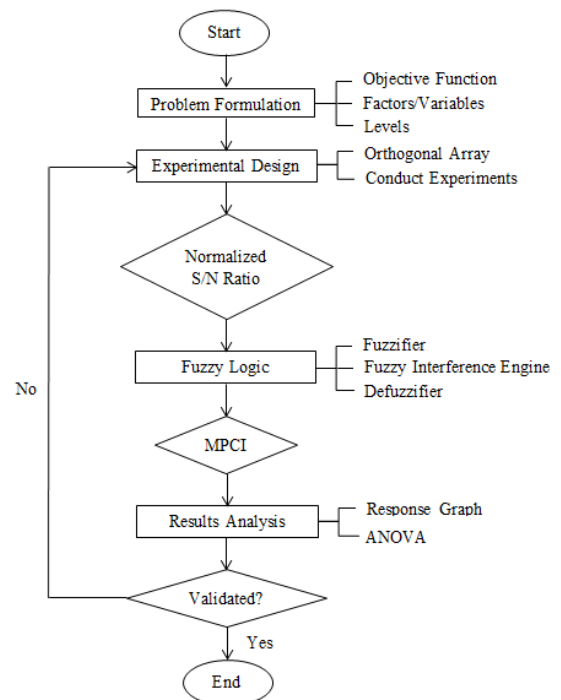 Start
Problem Formulation
Objective Function
Factors/Variables
Levels
Experimental Design
Orthogonal Array
Conduct Experiments
Normalized
S/N Ratio
Fuzzy Logic
Fuzzifier
Fuzzy Interference Engine
Defuzzifier
No
MPCI
Results Analysis
Response Graph
ANOVA
Validated?
Yes
End